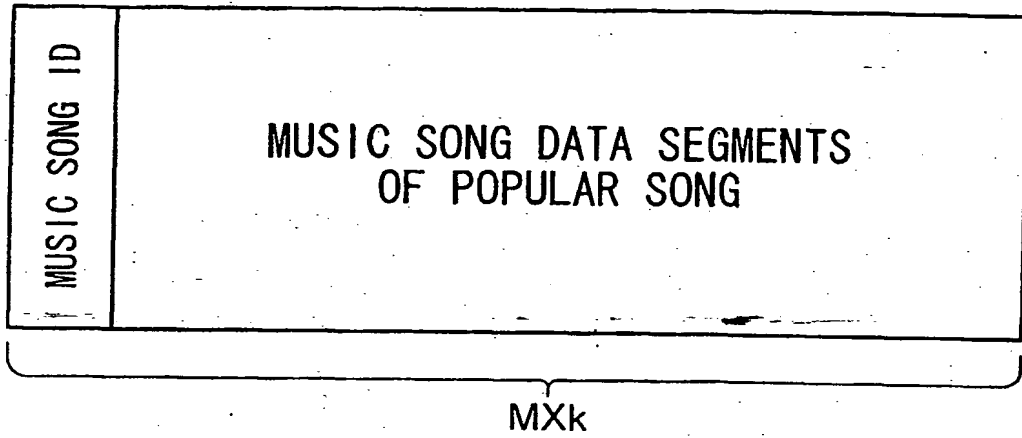 MUSIC SONG ID
MUSIC SONG DATA SEGMENTS
OF POPULAR SONG
MXk